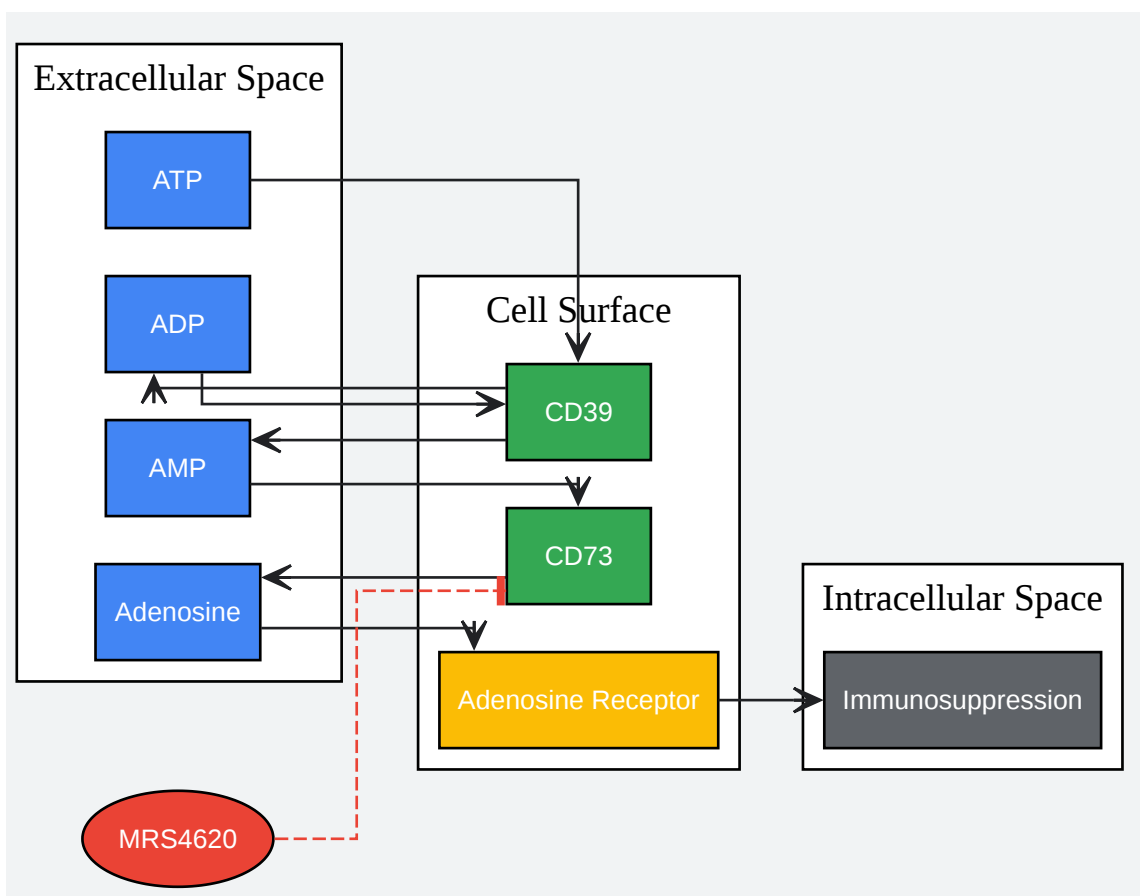 Extracellular Space
ATP
ADP
AMP
Adenosine
Cell Surface
CD39
CD73
Adenosine Receptor
Intracellular Space
Immunosuppression
MRS4620